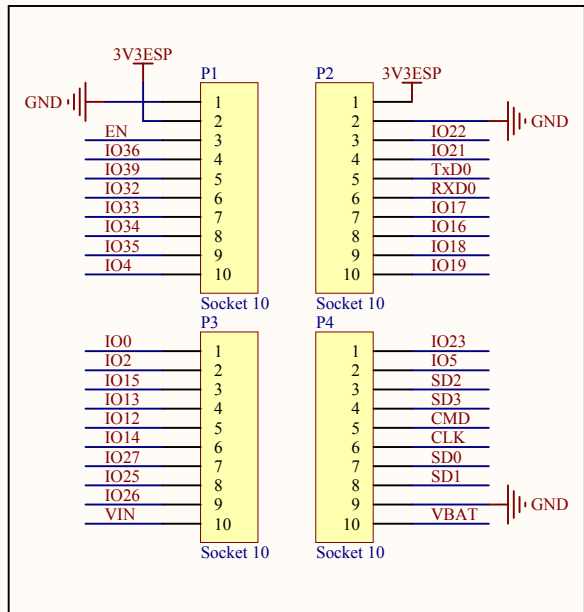 3V3ESP
P1
GND
1
2
EN 3
IO36 4
IO39 5
IO32 6
IO33 7
IO34 8
IO35 9
IO4 10
Socket 10
P2
3V3ESP
1
2
GND
3 IO22
4 IO21
5 TxD0
6 RXD0
7 IO17
8 IO16
9 IO18
10 IO19
Socket 10
P3
IO0 1
IO2 2
IO15 3
IO13 4
IO12 5
IO14 6
IO27 7
IO25 8
IO26 9
VIN 10
Socket 10
P4
1 IO23
2 IO5
3 SD2
4 SD3
5 CMD
6 CLK
7 SD0
8 SD1
9 GND
10 VBAT
Socket 10